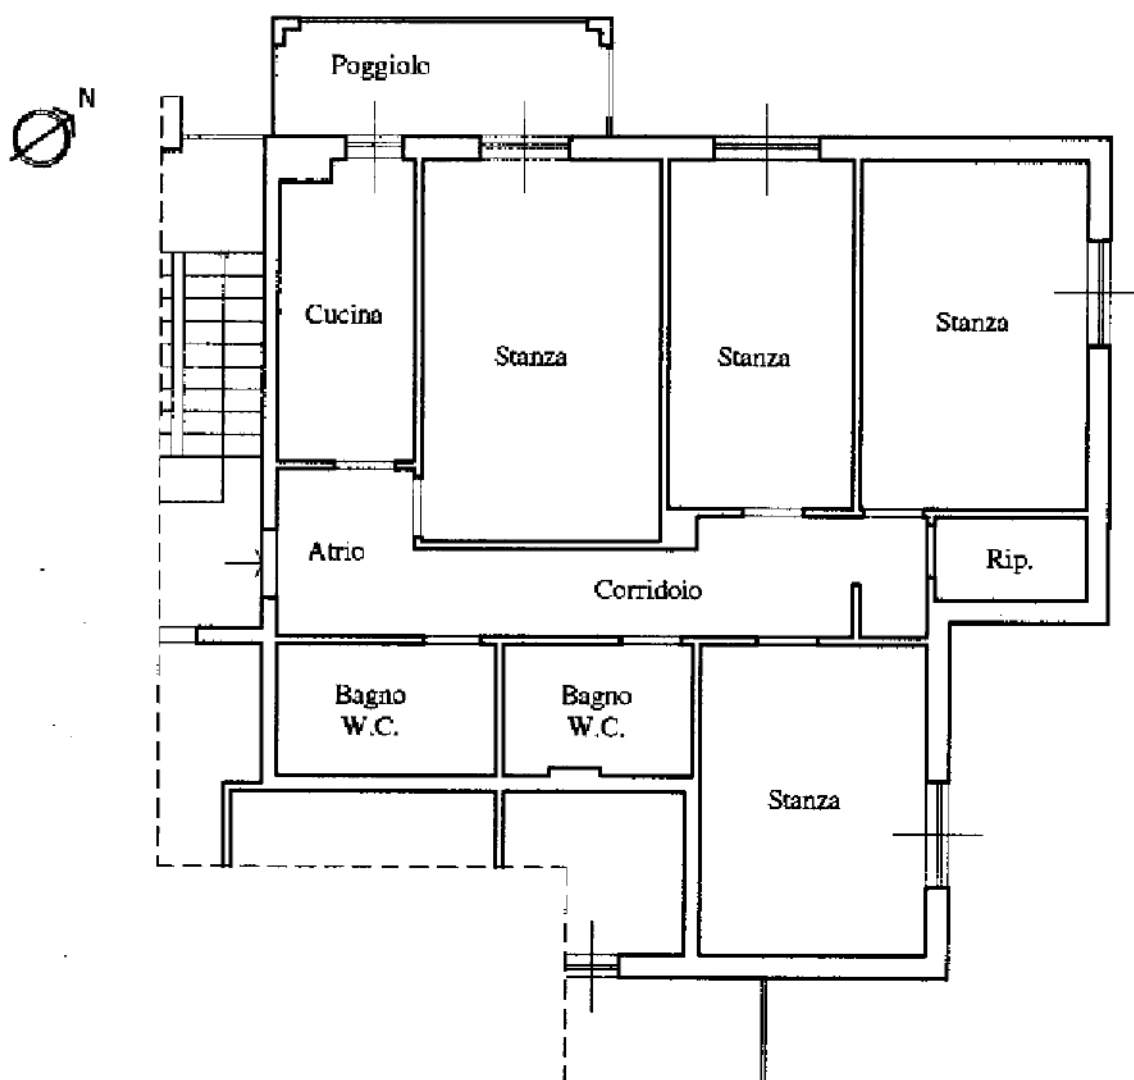 Poggiolo
N
Cucina
Stanza
Stanza
Stanza
Atrio
Corridoio
Rip.
Bagno
W.C.
Bagno
W.C.
Stanza